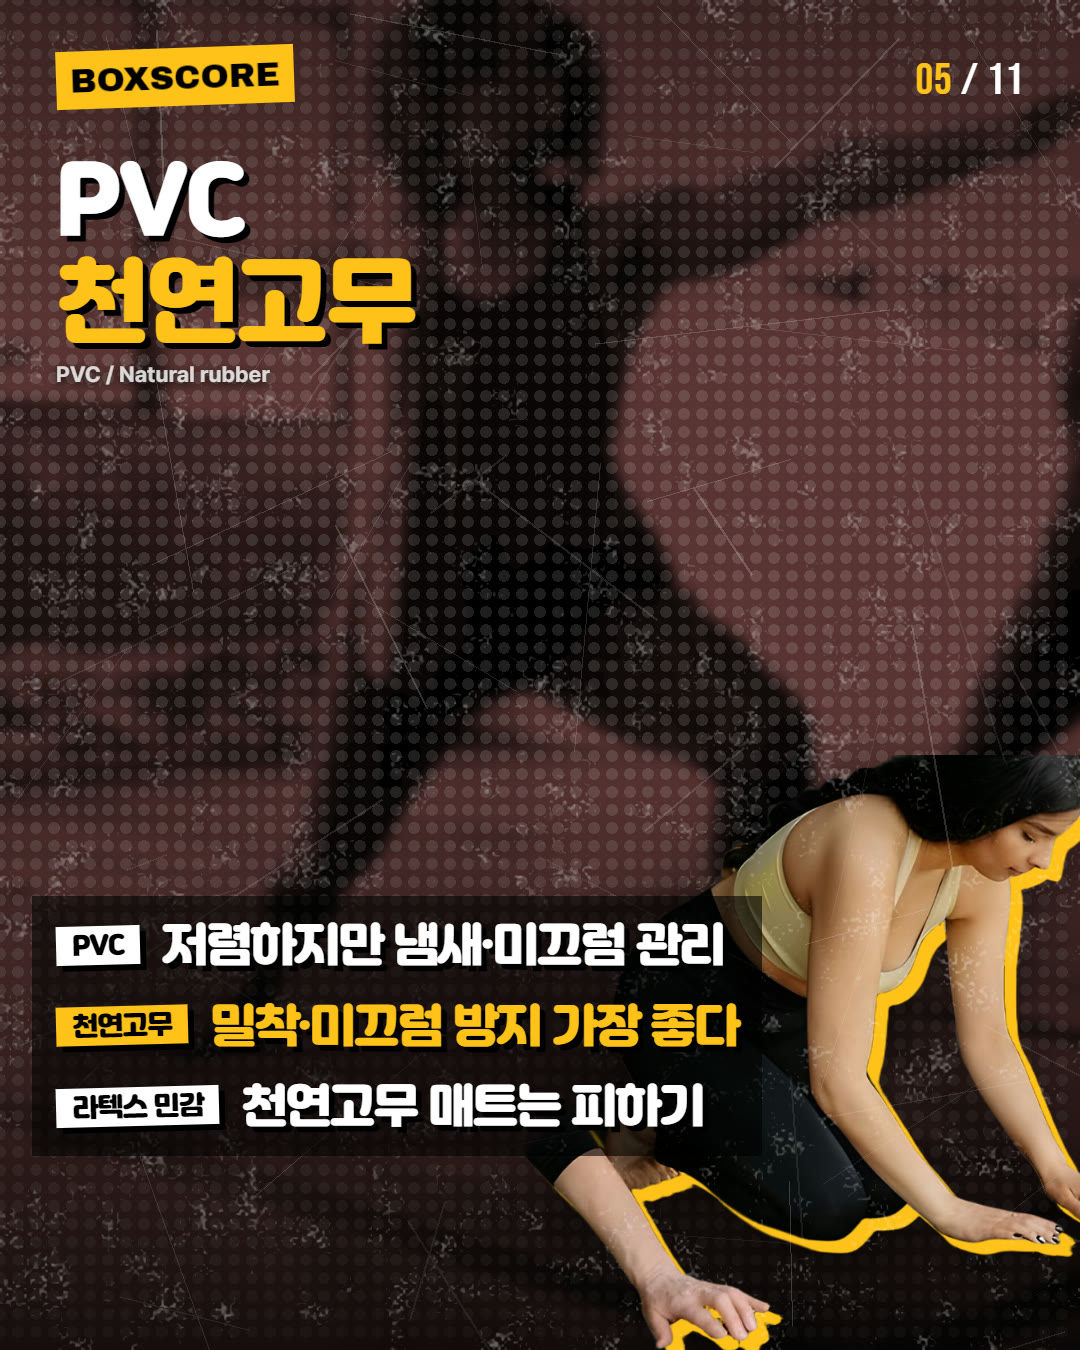 BOXSCORE
05 / 11
PVC
천연고무
PVC / Natural rubber
PVC 저렴하지만 냄새·미끄럼 관리
천연고무 밀착·미끄럼 방지 가장 좋다
라텍스 민감 천연고무 매트는 피하기